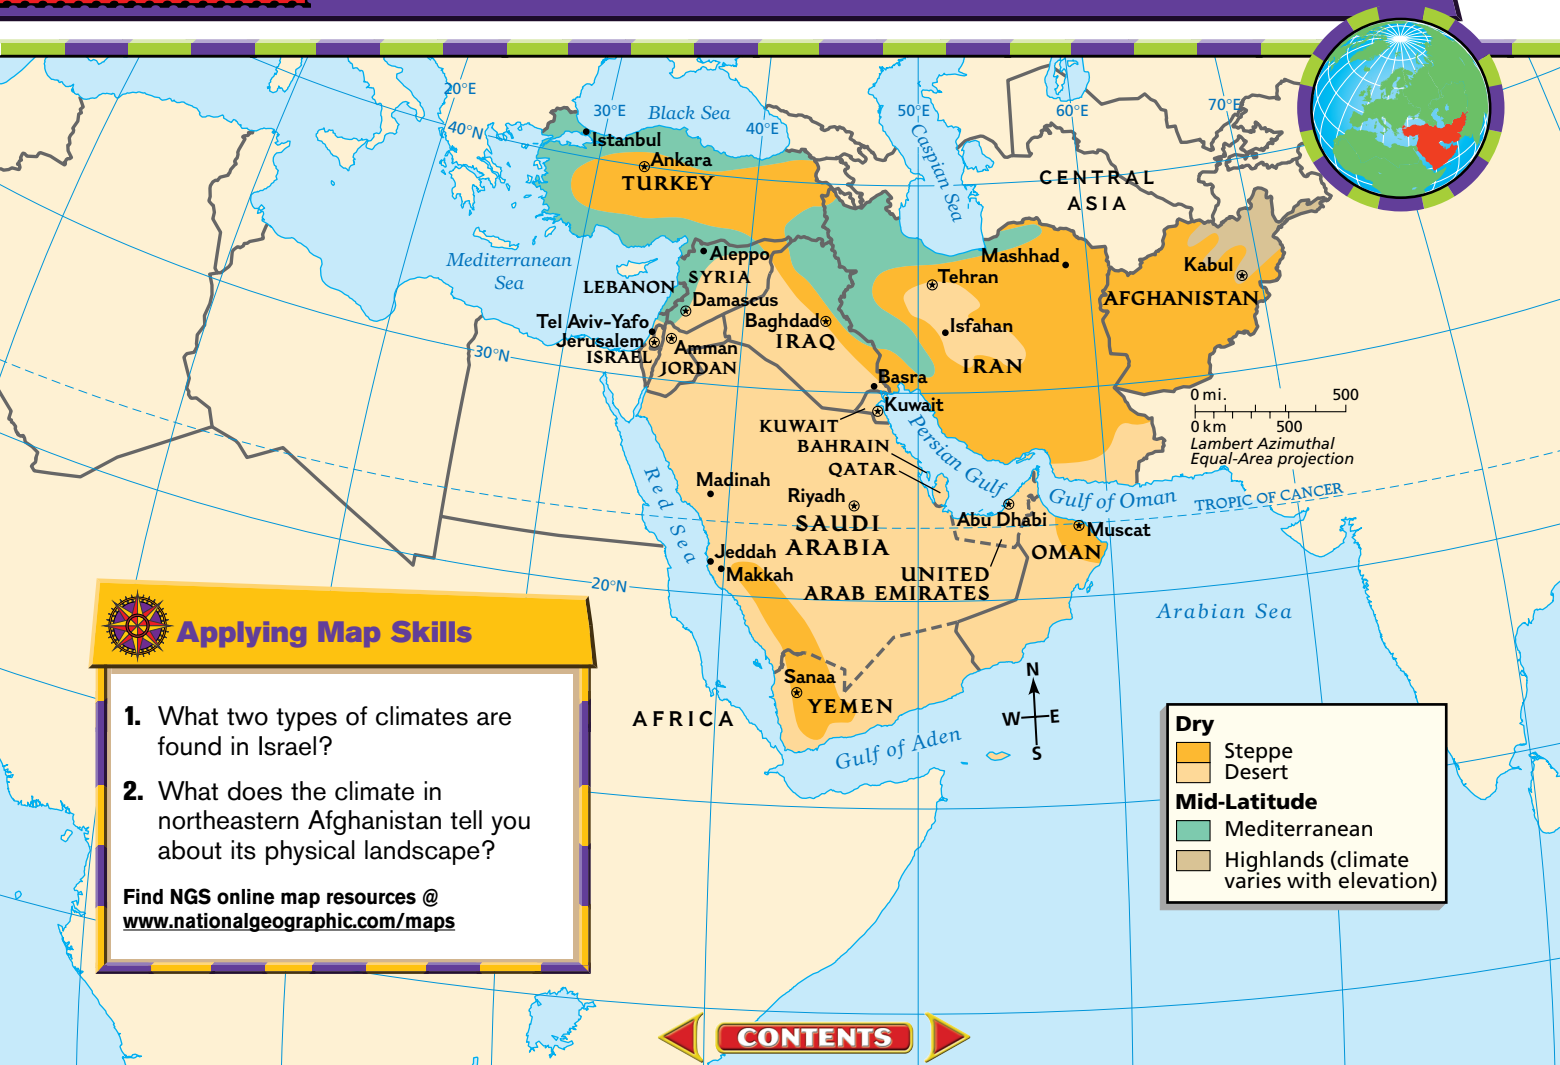 20°E
40°N
30°E
Black Sea
40°E
50°E
60°E
70°E
Caspian Sea
Istanbul
Ankara
TURKEY
CENTRAL
ASIA
Mediterranean
Sea
Aleppo
SYRIA
LEBANON
Damascus
Mashhad
Tehran
Kabul
AFGHANISTAN
Tel Aviv-Yafo
Jerusalem
ISRAEL
Amman
JORDAN
Baghdad
IRAQ
Isfahan
IRAN
30°N
Basra
Kuwait
KUWAIT
BAHRAIN
QATAR
Persian Gulf
0 mi. 500
0 km 500
Lambert Azimuthal
Equal-Area projection
Red Sea
Madinah
Riyadh
SAUDI
ARABIA
Abu Dhabi
Gulf of Oman
TROPIC OF CANCER
Muscat
OMAN
Jeddah
Makkah
UNITED
ARAB EMIRATES
20°N
Arabian Sea
Sanaa
YEMEN
AFRICA
Gulf of Aden
N
W E
S
Applying Map Skills
1. What two types of climates are
found in Israel?
2. What does the climate in
northeastern Afghanistan tell you
about its physical landscape?
Find NGS online map resources @
www.nationalgeographic.com/maps
Dry
Steppe
Desert
Mid-Latitude
Mediterranean
Highlands (climate
varies with elevation)
CONTENTS